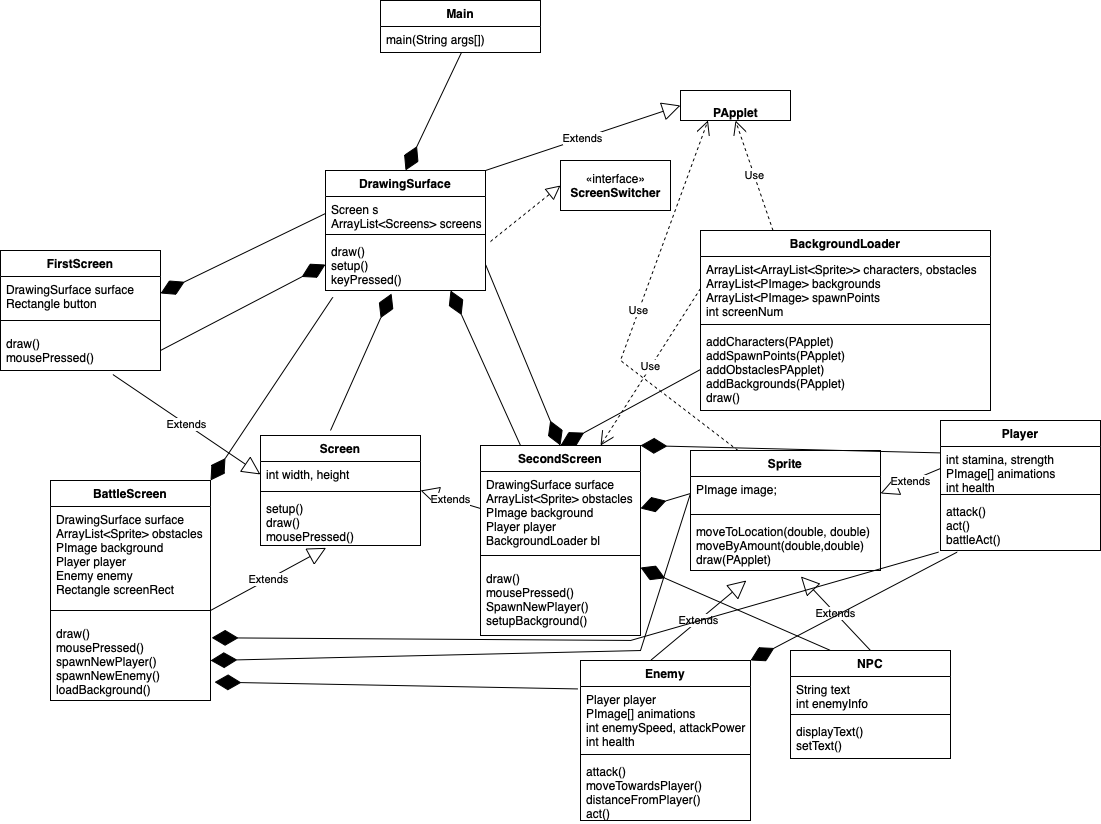 Main
main(String args[])
PApplet
Extends
«interface»
ScreenSwitcher
Use
DrawingSurface
Screen s
ArrayList<Screens> screens
draw()
setup()
keyPressed()
BackgroundLoader
ArrayList<ArrayList<Sprite>> characters, obstacles
ArrayList<PImage> backgrounds
ArrayList<PImage> spawnPoints
int screenNum
addCharacters(PApplet)
addSpawnPoints(PApplet)
addObstaclesPApplet)
addBackgrounds(PApplet)
draw()
FirstScreen
DrawingSurface surface
Rectangle button
draw()
mousePressed()
Use
Use
Extends
Screen
int width, height
setup()
draw()
mousePressed()
Extends
SecondScreen
DrawingSurface surface
ArrayList<Sprite> obstacles
PImage background
Player player
BackgroundLoader bl
draw()
mousePressed()
SpawnNewPlayer()
setupBackground()
Sprite
PImage image;
moveToLocation(double, double)
moveByAmount(double,double)
draw(PApplet)
Extends
Player
int stamina, strength
PImage[] animations
int health
attack()
act()
battleAct()
BattleScreen
DrawingSurface surface
ArrayList<Sprite> obstacles
PImage background
Player player
Enemy enemy
Rectangle screenRect
draw()
mousePressed()
spawnNewPlayer()
spawnNewEnemy()
loadBackground()
Extends
Extends
Extends
Enemy
Player player
PImage[] animations
int enemySpeed, attackPower
int health
attack()
moveTowardsPlayer()
distanceFromPlayer()
act()
NPC
String text
int enemyInfo
displayText()
setText()